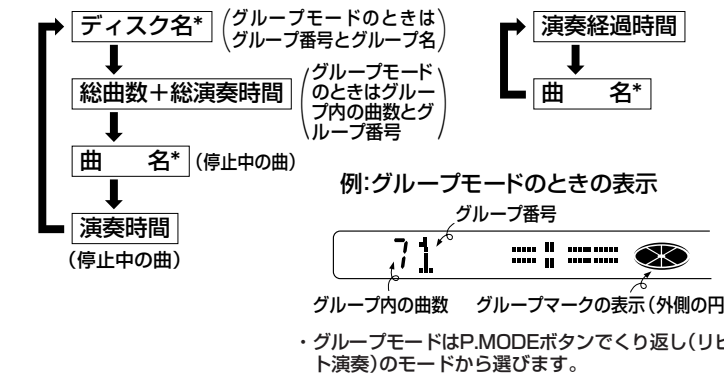 ディスク名*
(グループモードのときは
グループ番号とグループ名)
総曲数+総演奏時間
(グループモード
のときはグルー
プ内の曲数とグ
ループ番号)
曲　名* (停止中の曲)
演奏時間
(停止中の曲)
演奏経過時間
曲　名*
例:グループモードのときの表示
グループ番号
71
グループ内の曲数
グループマークの表示(外側の円
・グループモードはP.MODEボタンでくり返し(リピ
ト演奏)のモードから選びます。